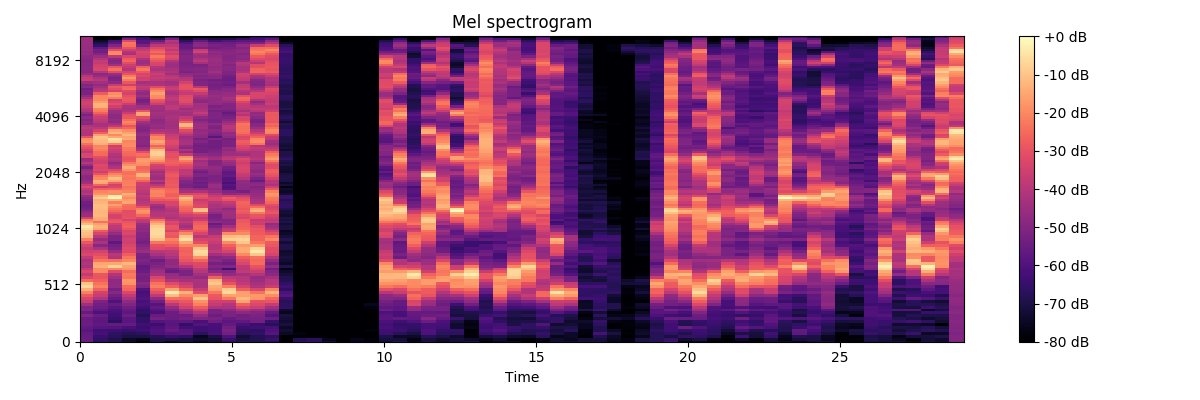 Mel spectrogram
+0 dB
8192
-10 dB
-20 dB
4096
-30 dB
Hz
2048
-40 dB
-50 dB
1024
-60 dB
512
-70 dB
0
-80 dB
0 5 10 15 20 25
Time